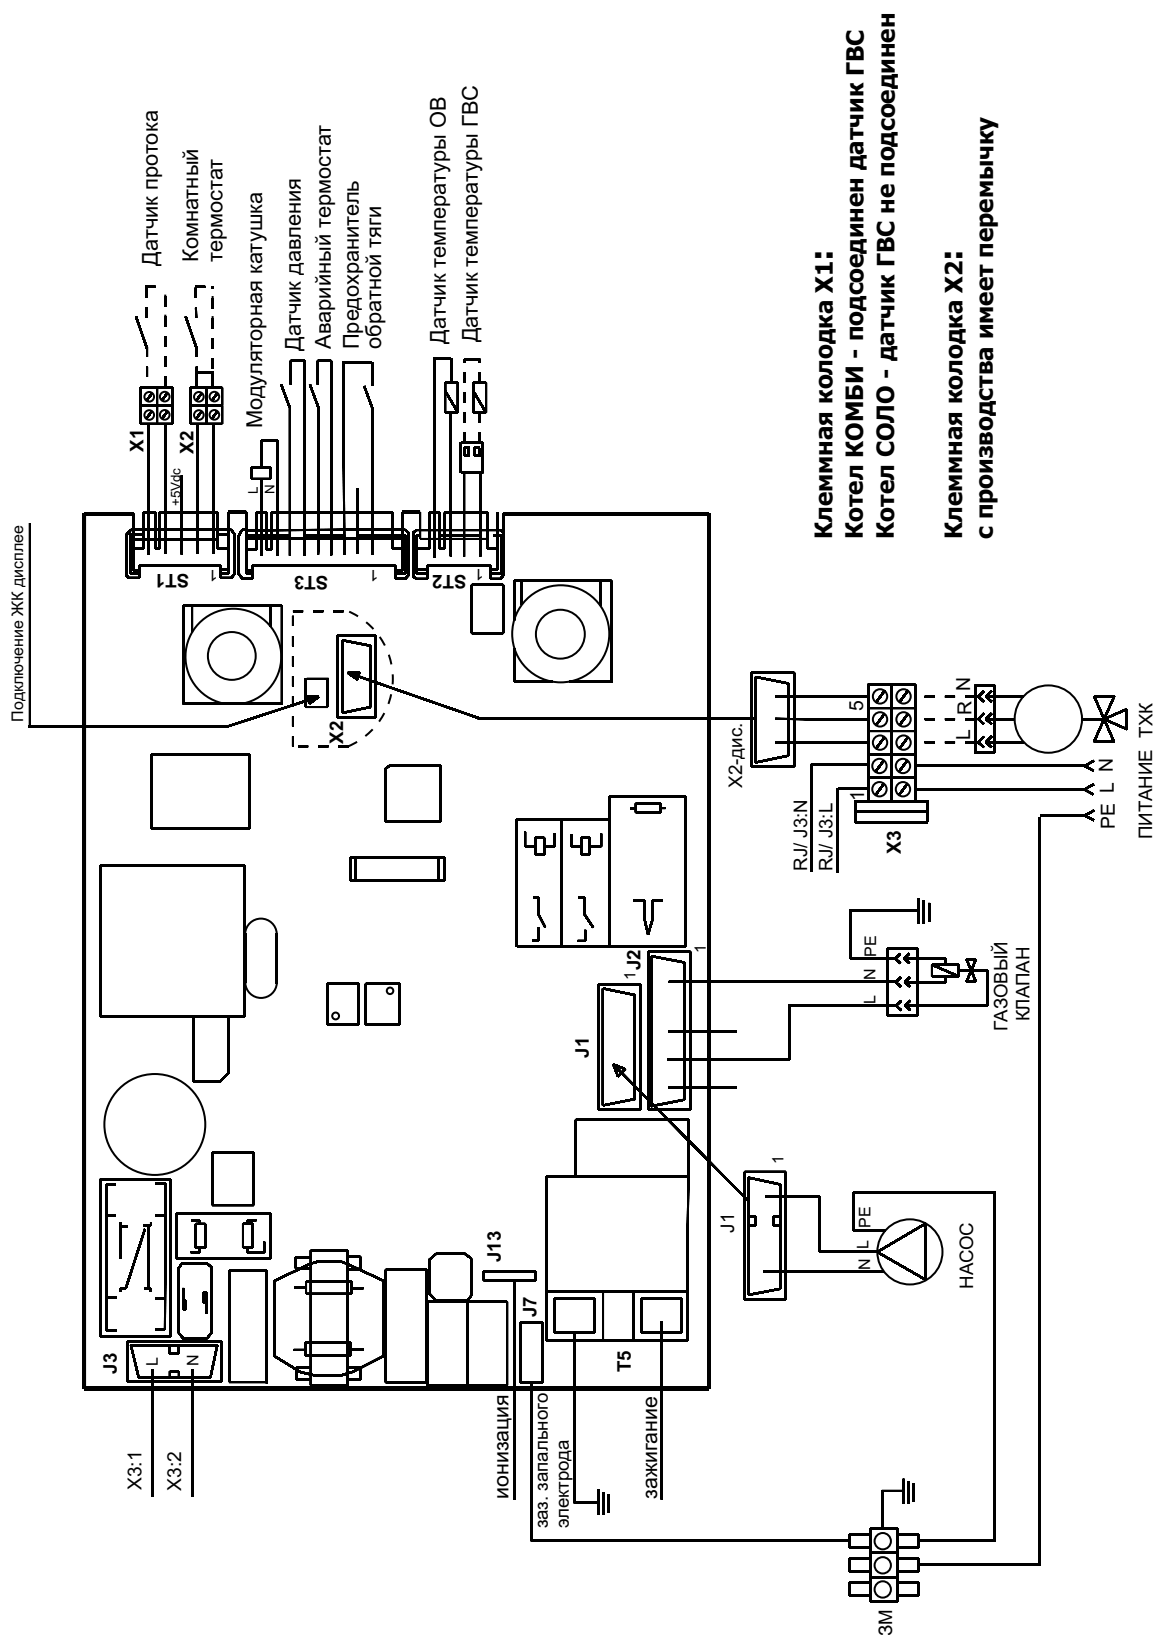 Подключение ЖК дисплее
Датчик протока
Комнатный
термостат
Модуляторная катушка
Датчик давления
Аварийный термостат
Предохранитель
обратной тяги
Датчик температуры ОВ
Датчик температуры ГВС
X1
X2
+5Vdc
L
N
ST1
1
ST3
1
ST2
1
X2
Клеммная колодка X1:
Котел КОМБИ - подсоединен датчик ГВС
Котел СОЛО - датчик ГВС не подсоединен
Клеммная колодка X2:
с производства имеет перемычку
X2-дис.
RJ/ J3:N
RJ/ J3:L
5
1
X3
L
R
N
PE
L
N
ПИТАНИЕ ТХК
J2
1
J1
1
L
N
PE
ГАЗОВЫЙ
КЛАПАН
J1
1
N
L
PE
НАСОС
J3
L
N
X3:1
X3:2
J13
J7
T5
ионизация
заз. запального
электрода
зажигание
ЗМ